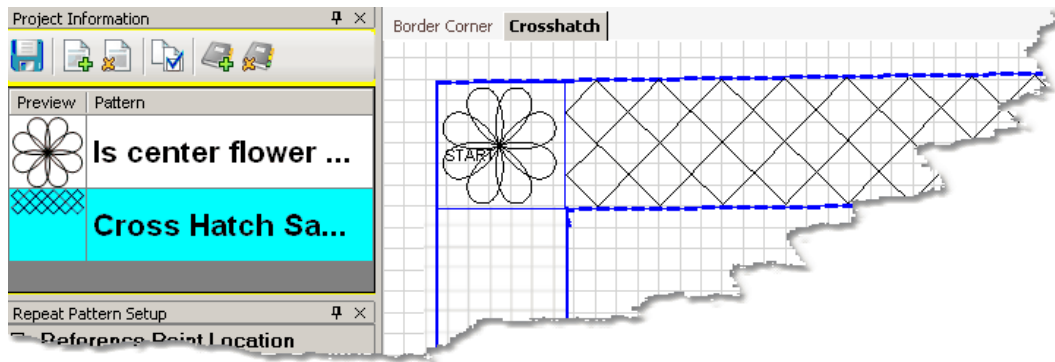 Project Information
Border Corner Crosshatch
Preview Pattern
ls center flower ...
START
Cross Hatch Sa...
Repeat Pattern Setup
Reference Point Location